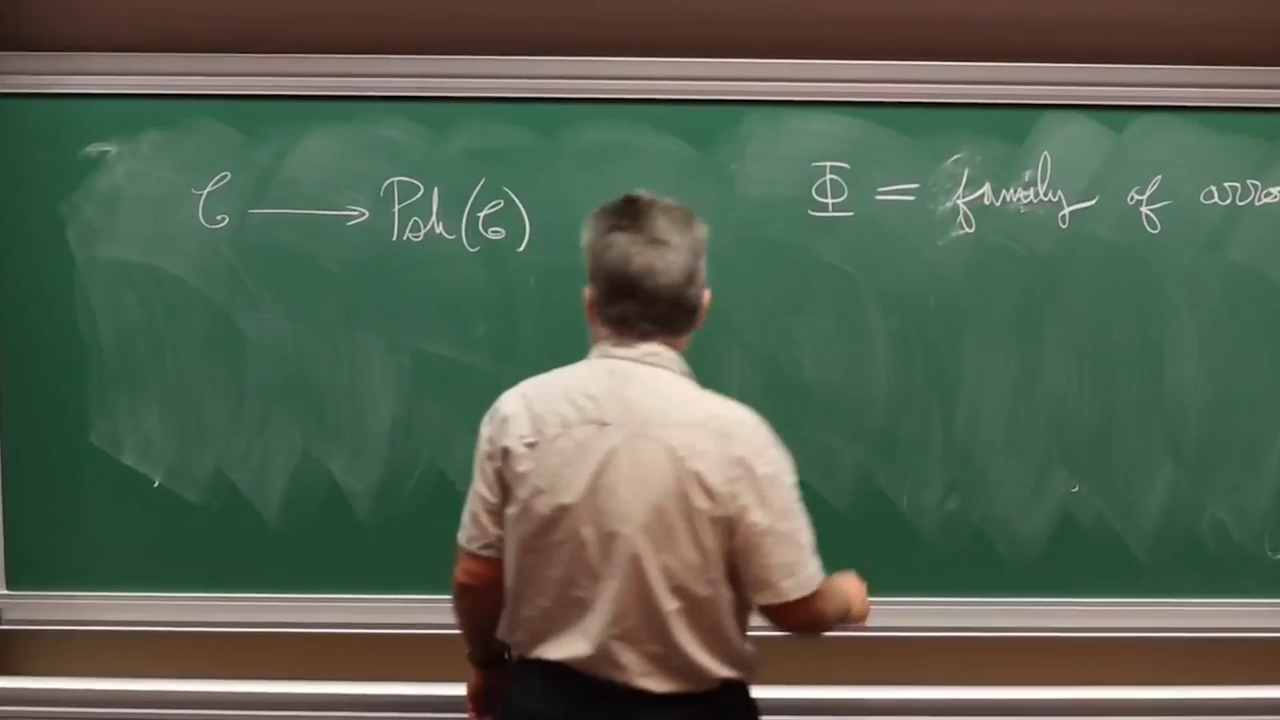 𝒞 ⟶ Psh(𝒞)
Φ = family of arro